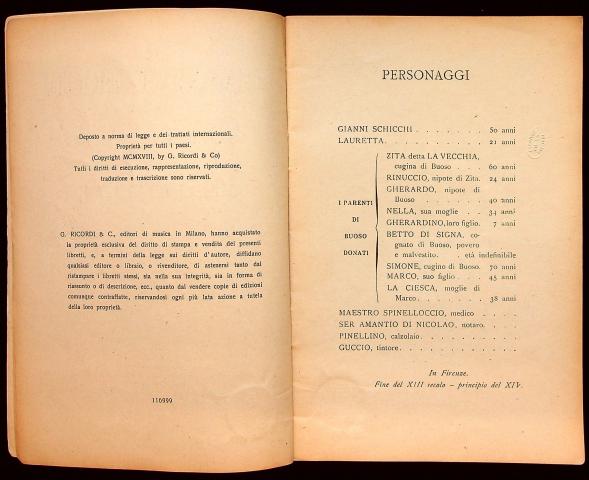 Deposto a norma di legge e dei trattati internazionali.
Proprietà per tutti i paesi.
(Copyright MCMXVIII, by G. Ricordi & Co)
Tutti i diritti di esecuzione, rappresentazione, riproduzione,
traduzione e trascrizione sono riservati.
G. RICORDI & C., editori di musica in Milano, hanno acquistato
la proprietà esclusiva del diritto di stampa e vendita dei presenti
libretti, e, a termini della legge sui diritti d'autore, diffidano
qualsiasi editore o libraio, o rivenditore, di astenersi tanto dal
ristampare i libretti stessi, sia nella sua integrità, sia in forma di
riassunto o di descrizione, ecc., quanto dal vendere copie di edizioni
comunque contraffatte, riservandosi ogni più lata azione a tutela
della loro proprietà.
116999
PERSONAGGI
GIANNI SCHICCHI . . . . . . . 50 anni
LAURETTA. . . . . . . . . . . 21 anni
I PARENTI
DI
BUOSO
DONATI
ZITA detta LA VECCHIA,
cugina di Buoso . . . 60 anni
RINUCCIO, nipote di Zita. 24 anni
GHERARDO, nipote di
Buoso . . . . . . . 40 anni
NELLA, sua moglie . . 34 anni
GHERARDINO, loro figlio. 7 anni
BETTO DI SIGNA, co-
gnato di Buoso, povero
e malvestito. . età indefinibile
SIMONE, cugino di Buoso. 70 anni
MARCO, suo figlio . . 45 anni
LA CIESCA, moglie di
Marco. . . . . . . . 38 anni
MAESTRO SPINELLOCCIO, medico . . . .
SER AMANTIO DI NICOLAO, notaro. . . .
PINELLINO, calzolaio . . . . . . . . .
GUCCIO, tintore. . . . . . . . . . . .
In Firenze.
Fine del XIII secolo – principio del XIV.